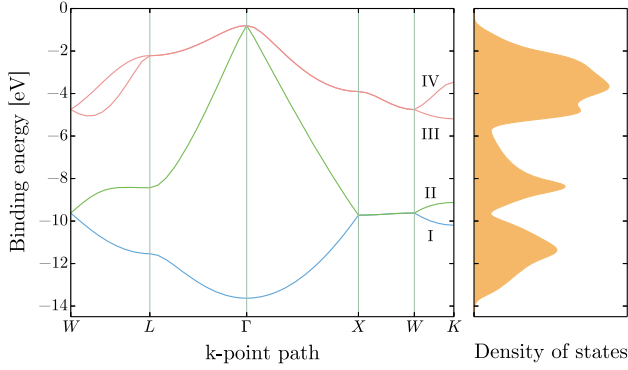 Binding energy [eV]
0
−2
−4
−6
−8
−10
−12
−14
IV
III
II
I
W L Γ X W K
k-point path
Density of states